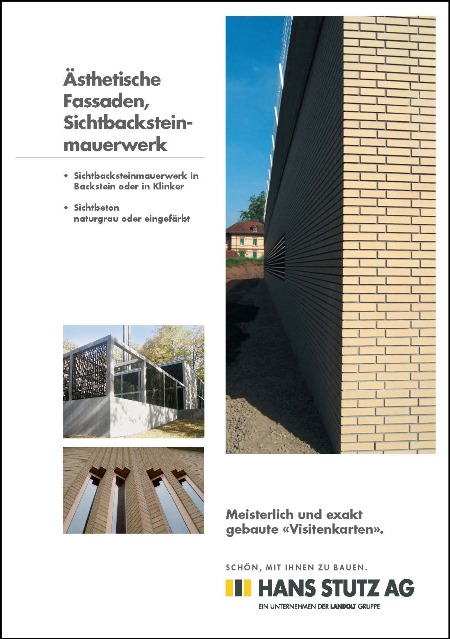 Ästhetische
Fassaden,
Sichtbackstein-
mauerwerk
• Sichtbacksteinmauerwerk in
Backstein oder in Klinker
• Sichtbeton
naturgrau oder eingefärbt
Meisterlich und exakt
gebaute «Visitenkarten».
SCHÖN, MIT IHNEN ZU BAUEN.
HANS STUTZ AG
EIN UNTERNEHMEN DER LANDOLT GRUPPE